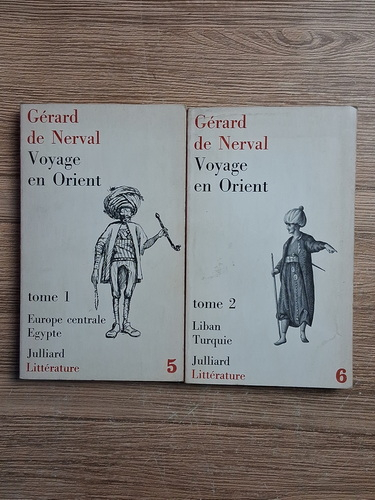 Gérard
de Nerval
Voyage
en Orient
tome 1
Europe centrale
Egypte
Julliard
Littérature
5
Gérard
de Nerval
Voyage
en Orient
tome 2
Liban
Turquie
Julliard
Littérature
6